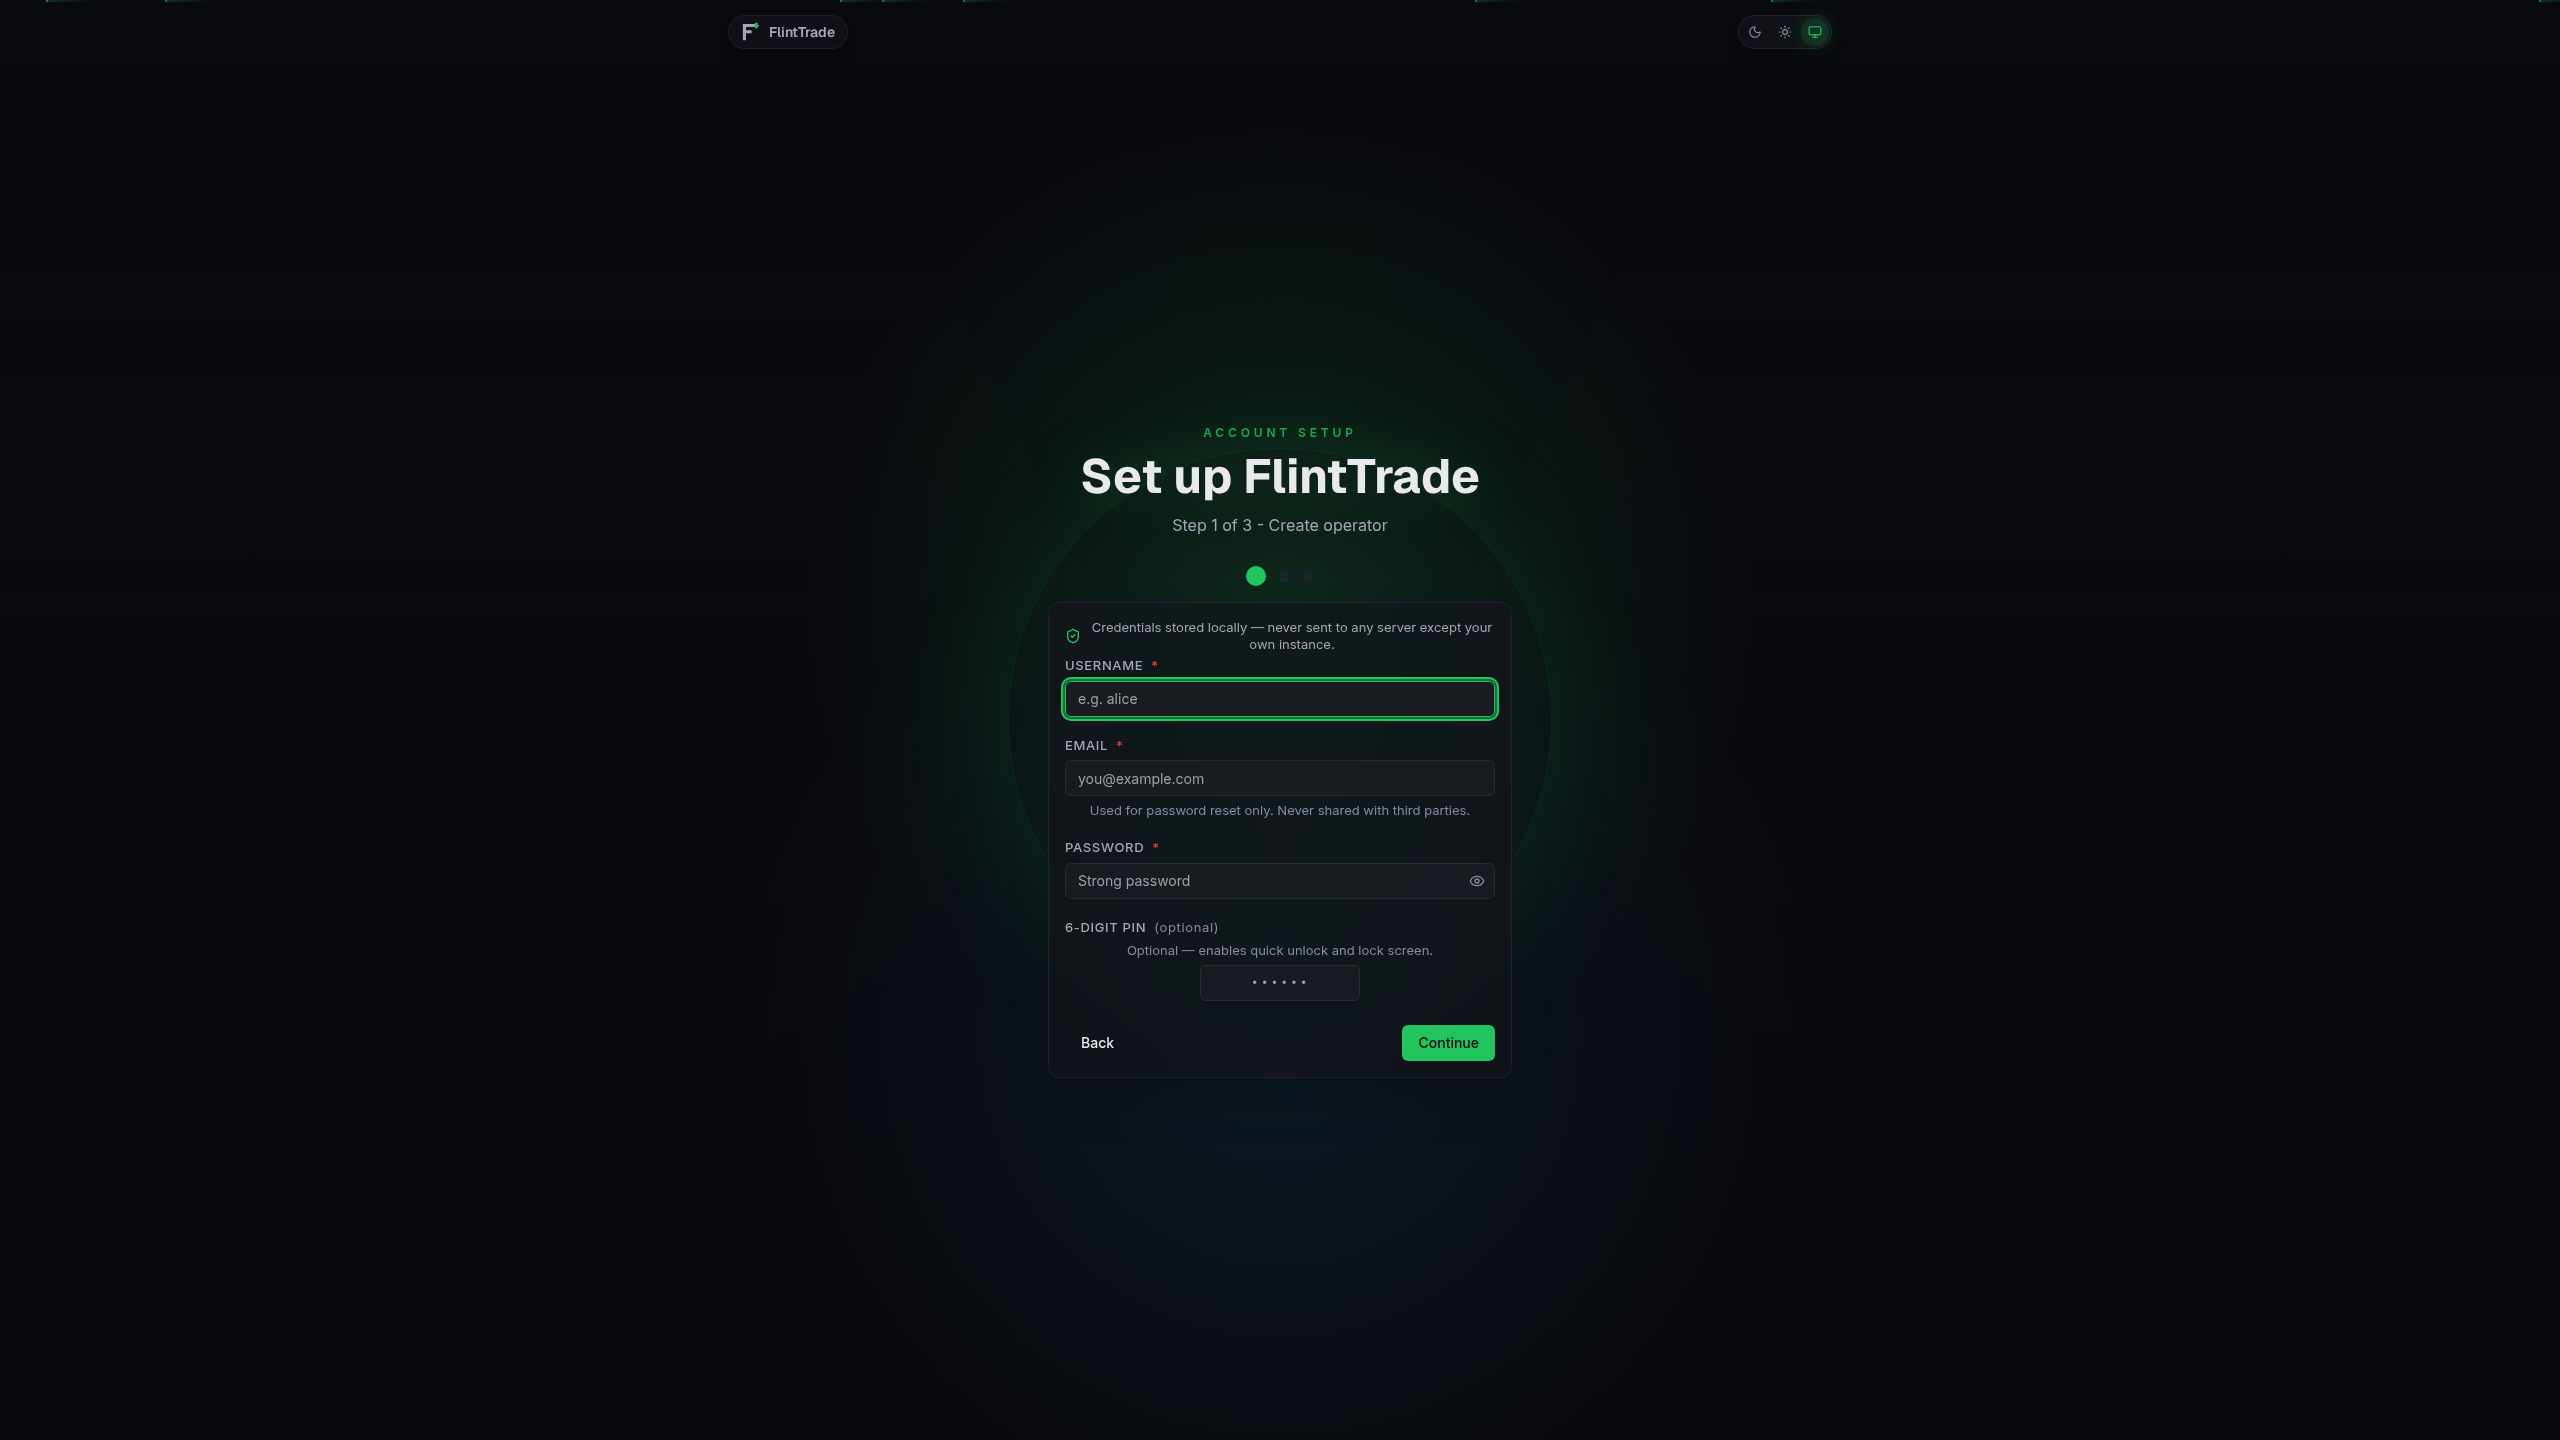 FlintTrade
ACCOUNT SETUP
Set up FlintTrade
Step 1 of 3 - Create operator
Credentials stored locally — never sent to any server except your
own instance.
USERNAME *
e.g. alice
EMAIL *
you@example.com
Used for password reset only. Never shared with third parties.
PASSWORD *
Strong password
6-DIGIT PIN (optional)
Optional — enables quick unlock and lock screen.
••••••
Back
Continue